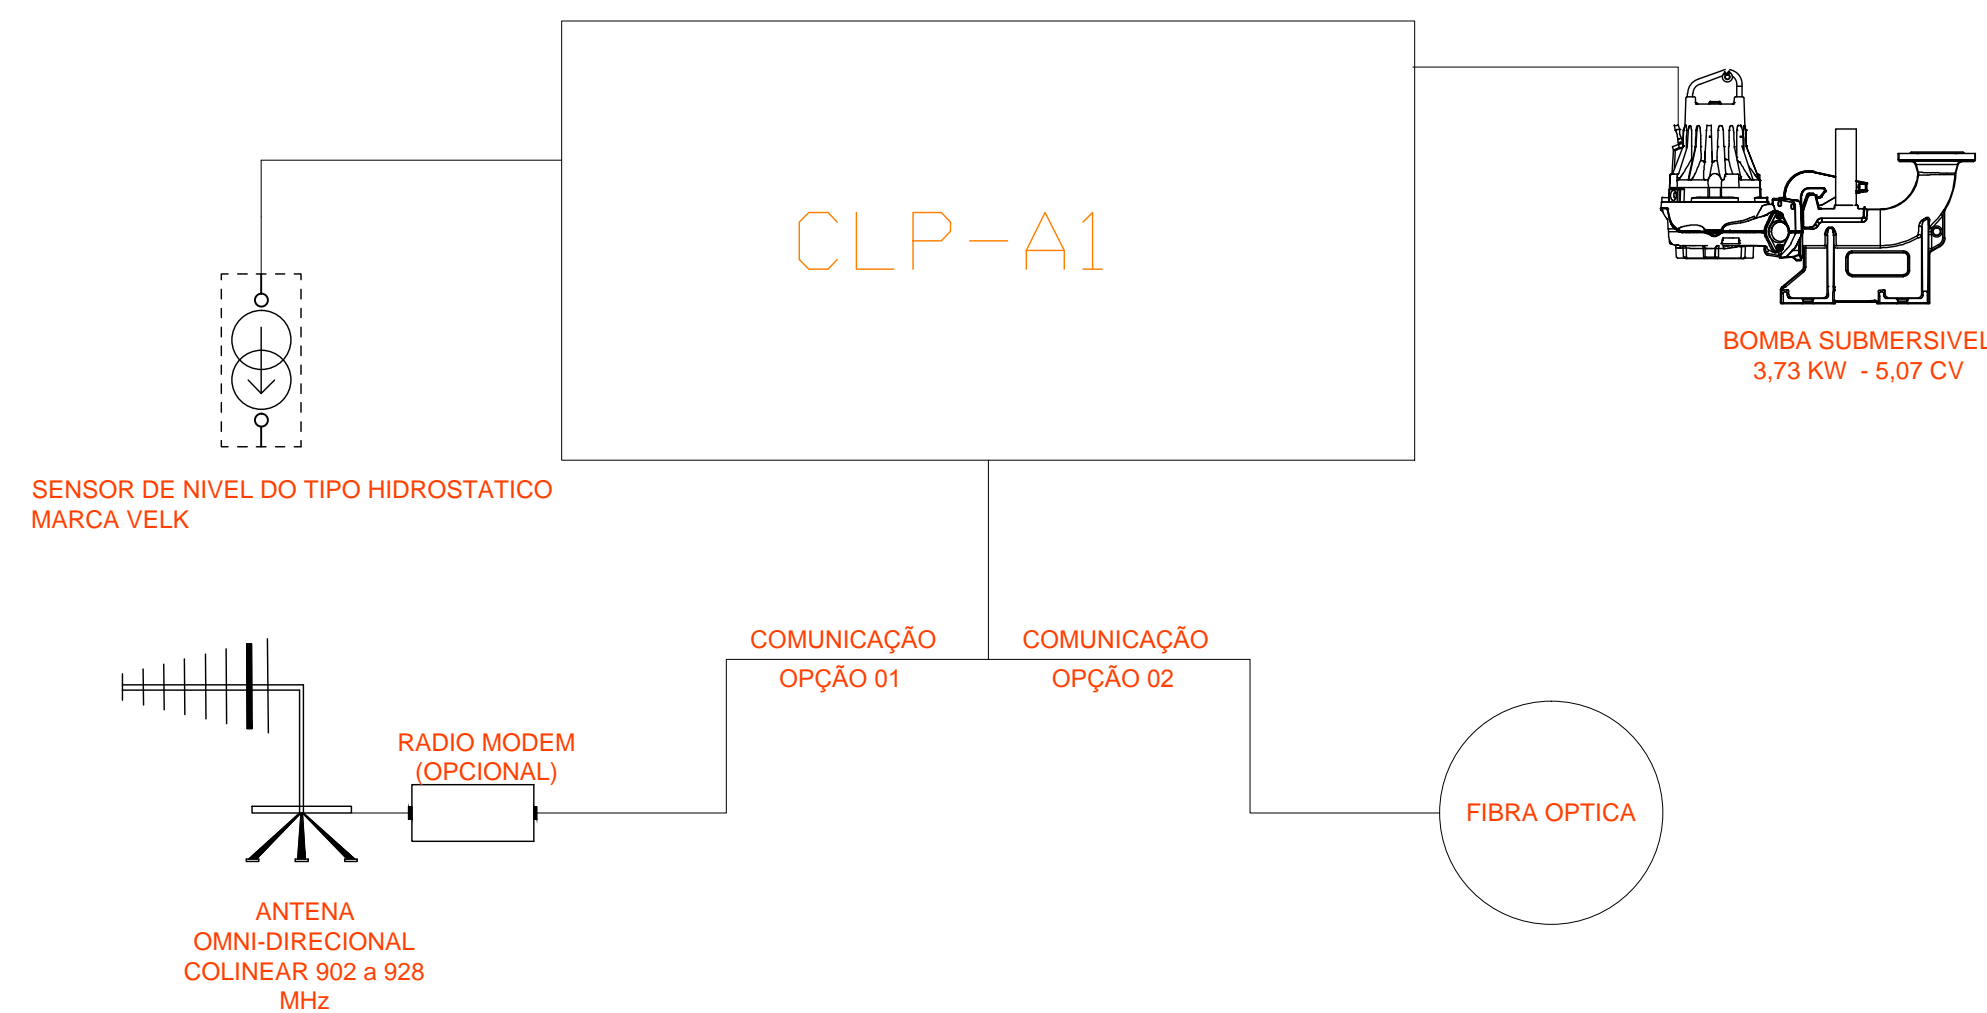 CLP-A1
BOMBA SUBMERSIVEL
3,73 KW - 5,07 CV
SENSOR DE NIVEL DO TIPO HIDROSTATICO
MARCA VELK
COMUNICAÇÃO
OPÇÃO 01
COMUNICAÇÃO
OPÇÃO 02
RADIO MODEM
(OPCIONAL)
FIBRA OPTICA
ANTENA
OMNI-DIRECIONAL
COLINEAR 902 a 928
MHz